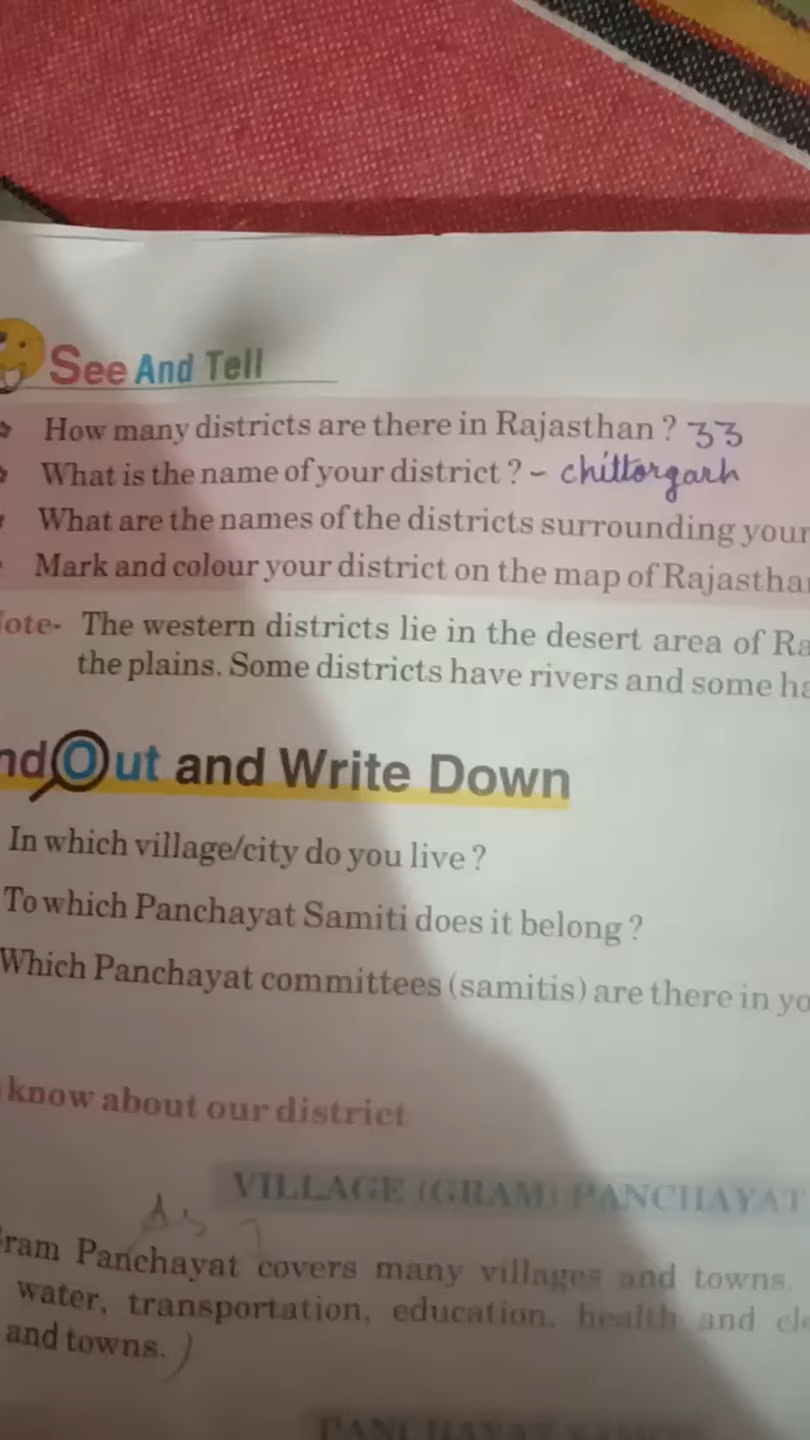 See And Tell
How many districts are there in Rajasthan ? 33
What is the name of your district ? - chittorgarh
What are the names of the districts surrounding your
Mark and colour your district on the map of
The western districts lie in the desert area of
the plains. Some districts have rivers and some
Out and Write Down
In which village/city do you live ?
To which Panchayat Samiti does it belong ?
Which Panchayat committees (samitis) are there in
know about our district
VILLAGE (GRAM) PANCHAYAT
Panchayat covers many villages and towns.
water, transportation, education, health and
and towns. )